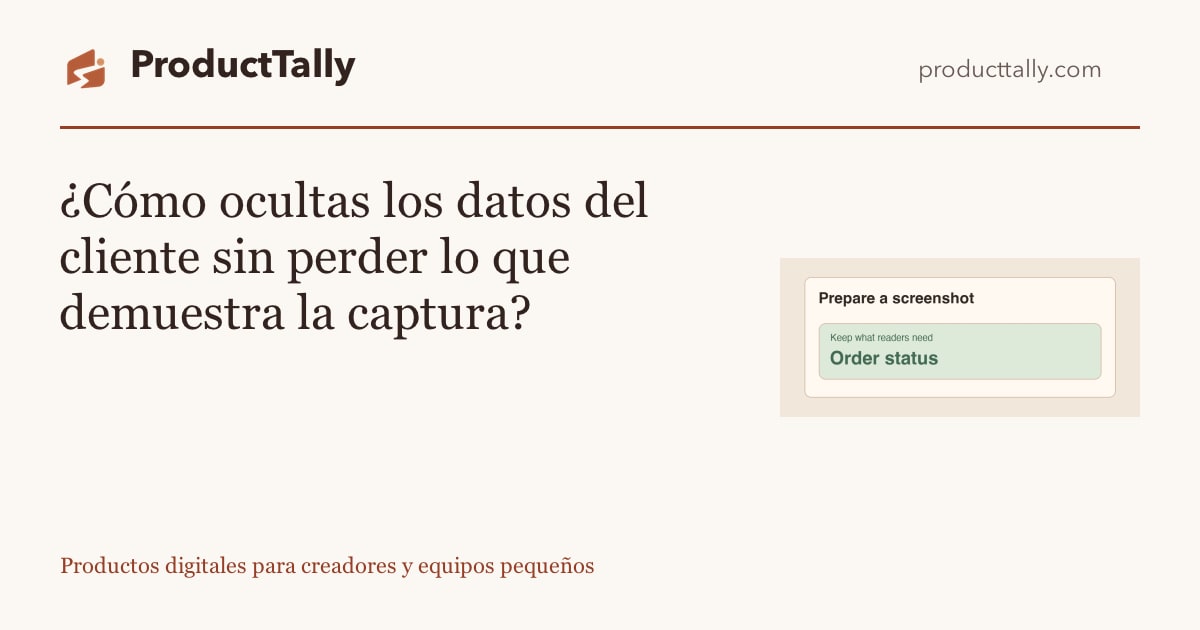 ProductTally
producttally.com
¿Cómo ocultas los datos del
cliente sin perder lo que
demuestra la captura?
Prepare a screenshot
Keep what readers need
Order status
Productos digitales para creadores y equipos pequeños